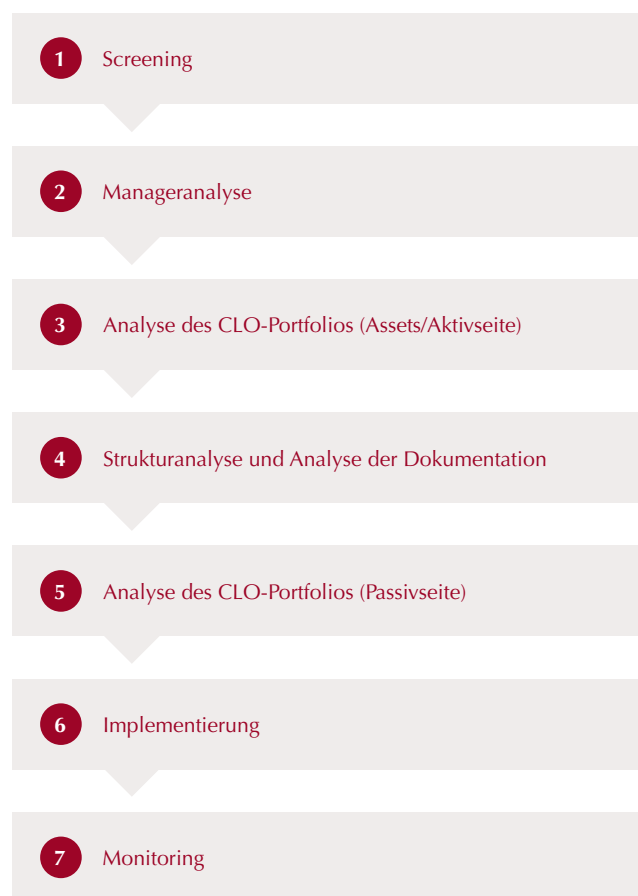 1 Screening
2 Manageranalyse
3 Analyse des CLO-Portfolios (Assets/Aktivseite)
4 Strukturanalyse und Analyse der Dokumentation
5 Analyse des CLO-Portfolios (Passivseite)
6 Implementierung
7 Monitoring